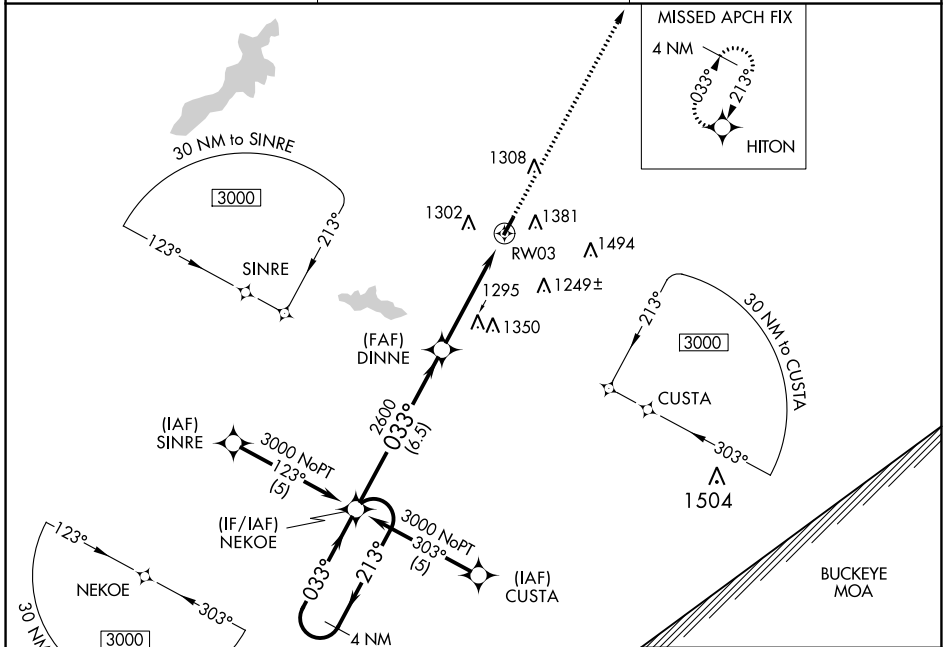 MISSED APCH FIX
4 NM
033°
213°
HITON
30 NM to SINRE
3000
123°
213°
SINRE
1308
1302
1381
RW03
1494
1249±
1295
1350
(FAF)
DINNE
213°
30 NM to CUSTA
3000
CUSTA
303°
1504
2600
033°
(6.5)
(IAF)
SINRE
3000 NoPT
123°
(5)
(IF/IAF)
NEKOE
3000 NoPT
303°
(5)
(IAF)
CUSTA
033°
213°
4 NM
123°
NEKOE
303°
30 NM
3000
BUCKEYE
MOA